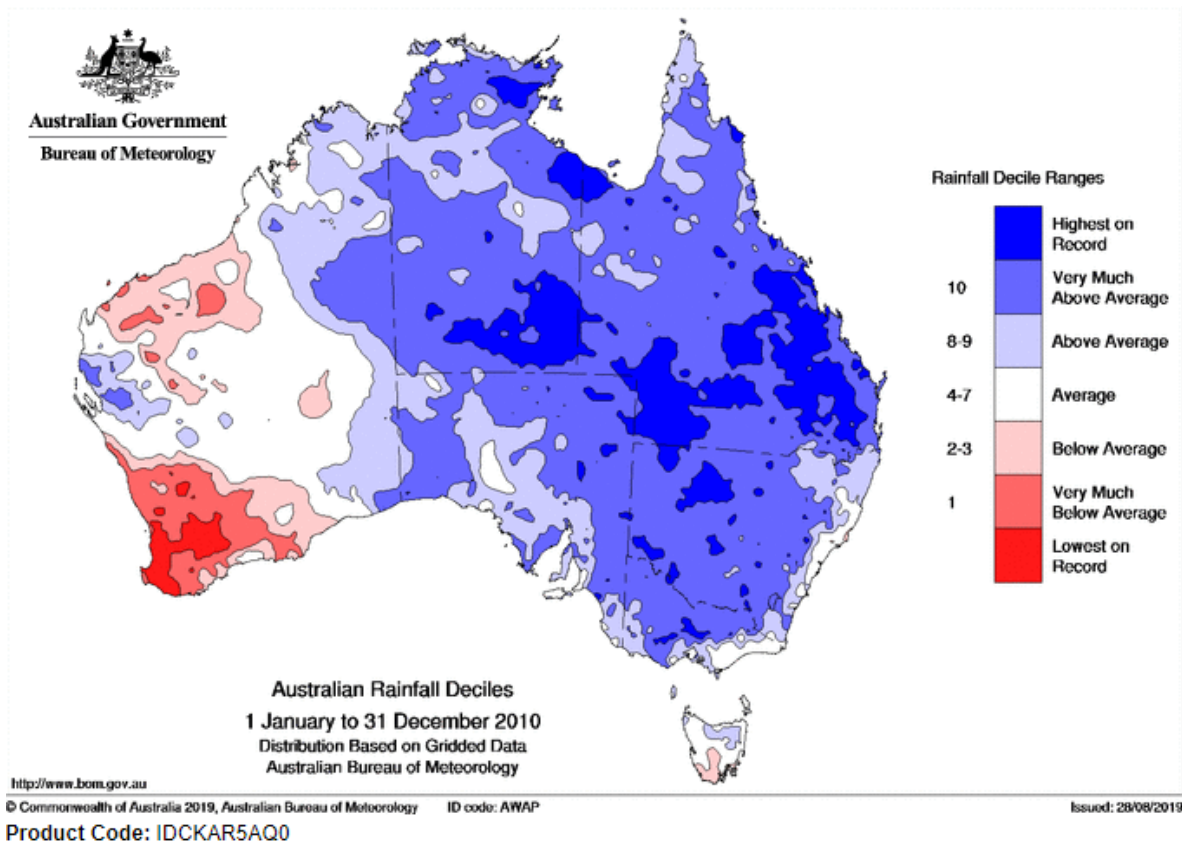 Australian Government
Bureau of Meteorology
Rainfall Decile Ranges
Highest on
Record
10
Very Much
Above Average
8-9
Above Average
4-7
Average
2-3
Below Average
1
Very Much
Below Average
Lowest on
Record
Australian Rainfall Deciles
1 January to 31 December 2010
Distribution Based on Gridded Data
Australian Bureau of Meteorology
http://www.bom.gov.au
© Commonwealth of Australia 2019, Australian Bureau of Meteorology ID code: AWAP Issued: 28/08/2019
Product Code: IDCKAR5AQ0